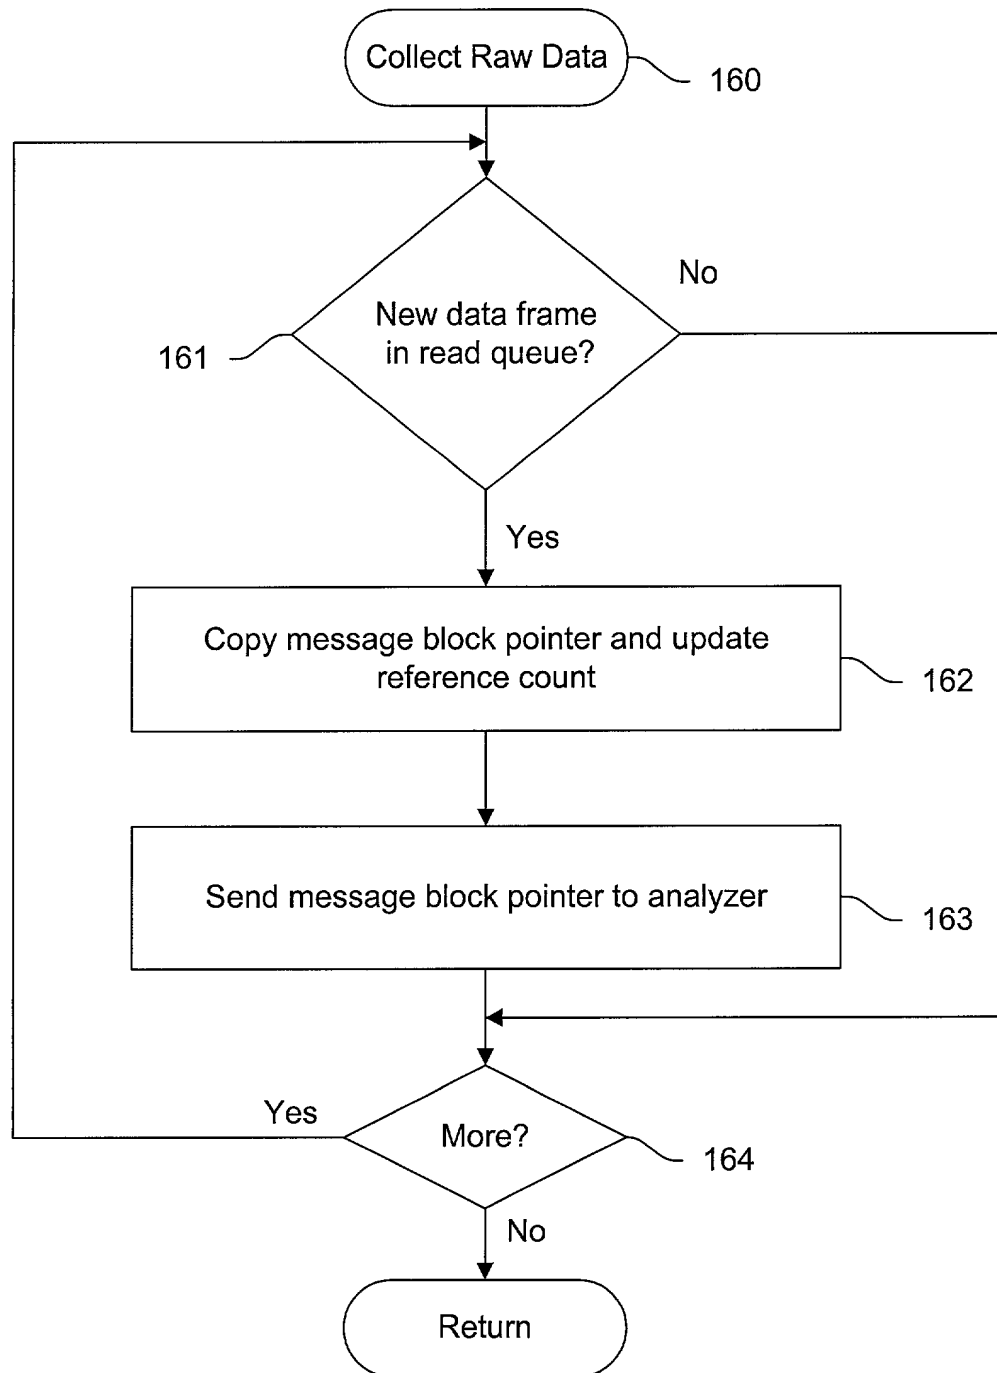 Collect Raw Data
160
No
New data frame
in read queue?
161
Yes
Copy message block pointer and update
reference count
162
Send message block pointer to analyzer
163
Yes
More?
164
No
Return